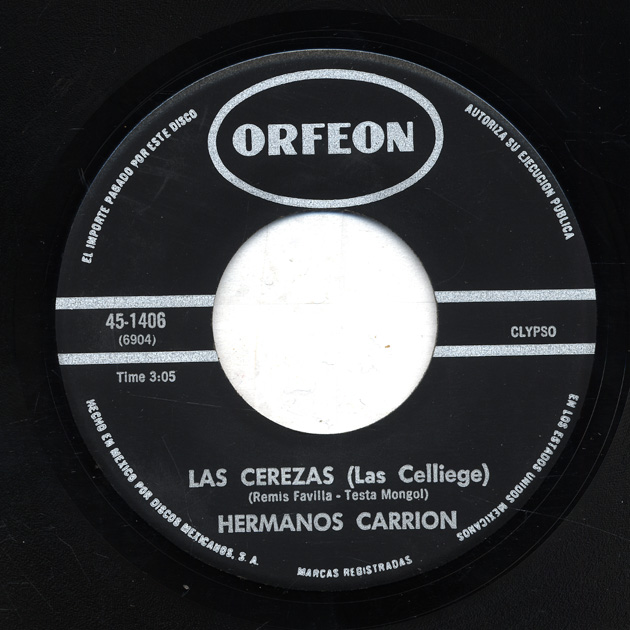 ORFEON
EL IMPORTE PAGADO POR ESTE DISCO
AUTORIZA SU EJECUCION PUBLICA
45-1406
(6904)
CLYPSO
Time 3:05
LAS CEREZAS (Las Celliege)
(Remis Favilla - Testa Mongol)
HERMANOS CARRION
HECHO EN MEXICO POR DISCOS MEXICANOS, S. A.
MARCAS REGISTRADAS
EN LOS ESTADOS UNIDOS MEXICANOS